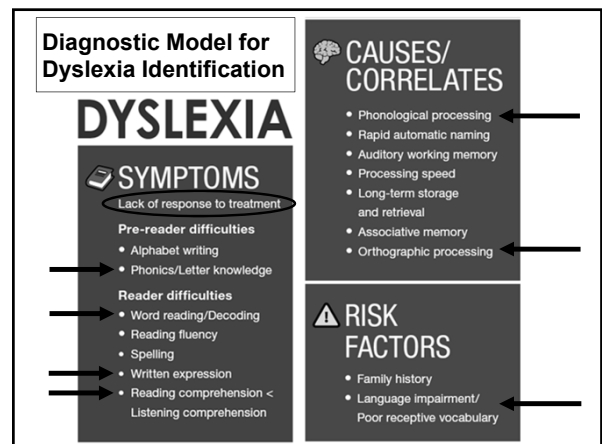 Diagnostic Model for
Dyslexia Identification
DYSLEXIA
SYMPTOMS
Lack of response to treatment
Pre-reader difficulties
• Alphabet writing
• Phonics/Letter knowledge
Reader difficulties
• Word reading/Decoding
• Reading fluency
• Spelling
• Written expression
• Reading comprehension <
Listening comprehension
CAUSES/
CORRELATES
• Phonological processing
• Rapid automatic naming
• Auditory working memory
• Processing speed
• Long-term storage
and retrieval
• Associative memory
• Orthographic processing
RISK
FACTORS
• Family history
• Language impairment/
Poor receptive vocabulary